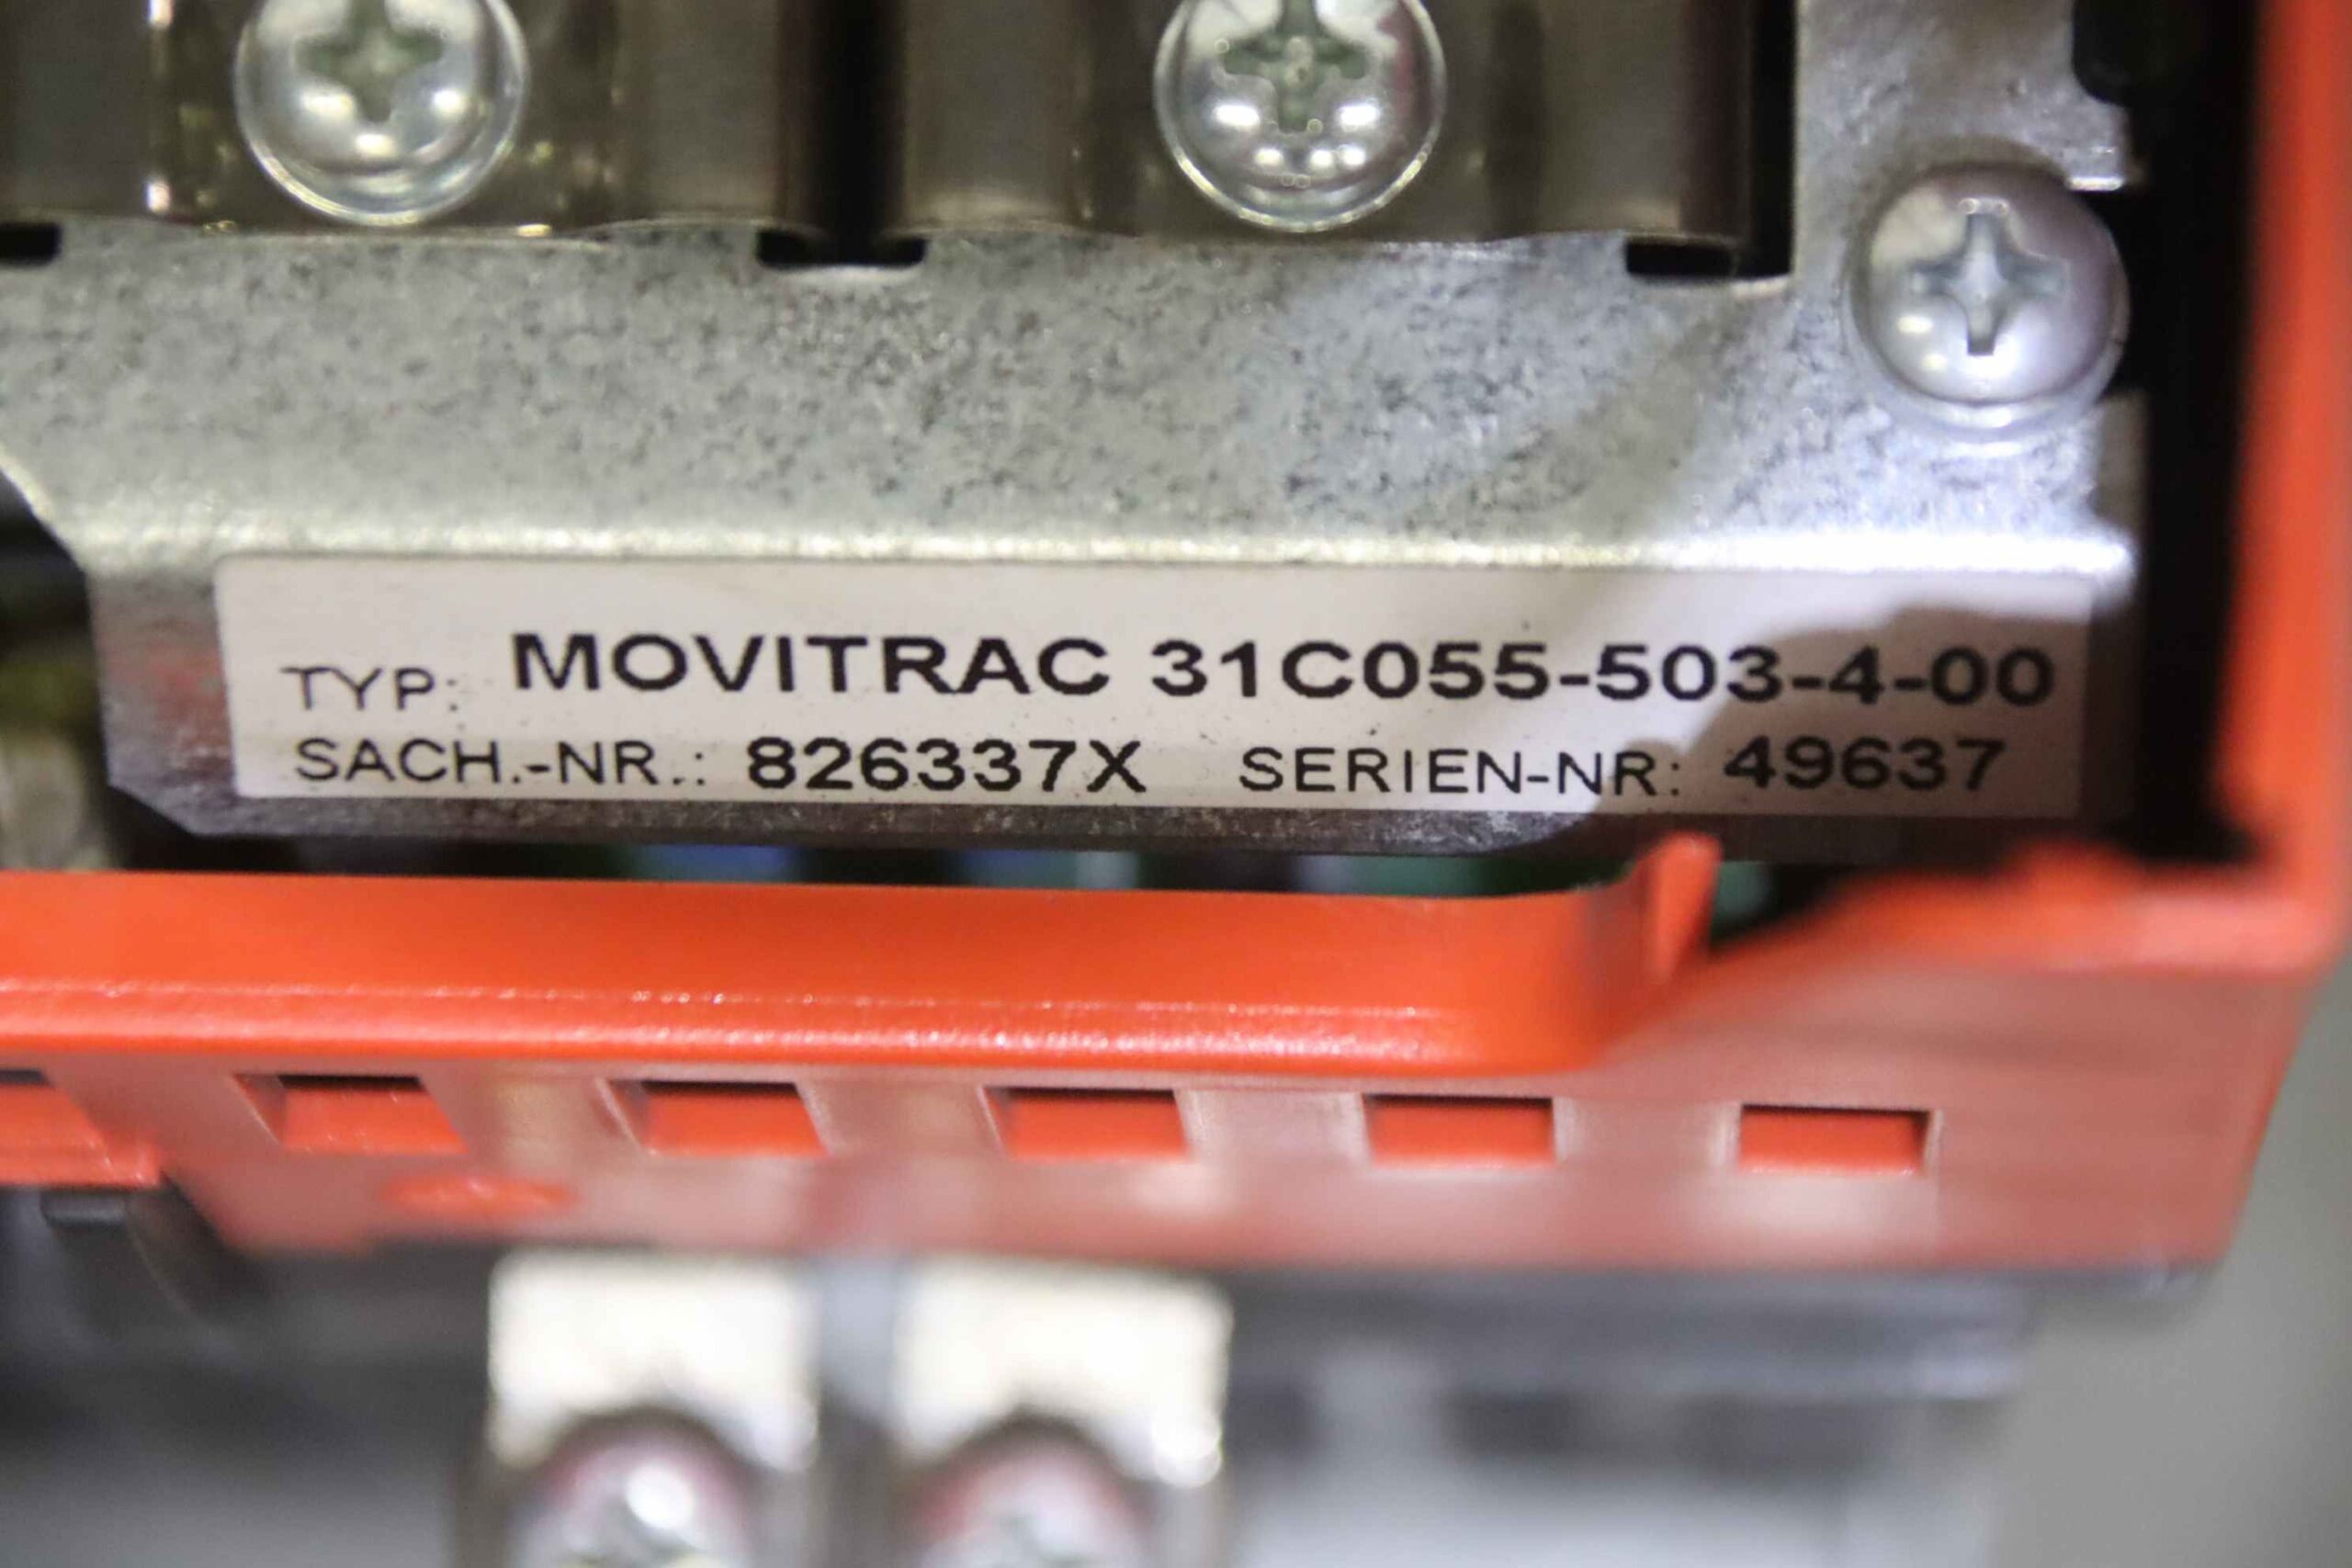 TYP: MOVITRAC 31C055-503-4-00
SACH.-NR.: 826337X SERIEN-NR: 49637